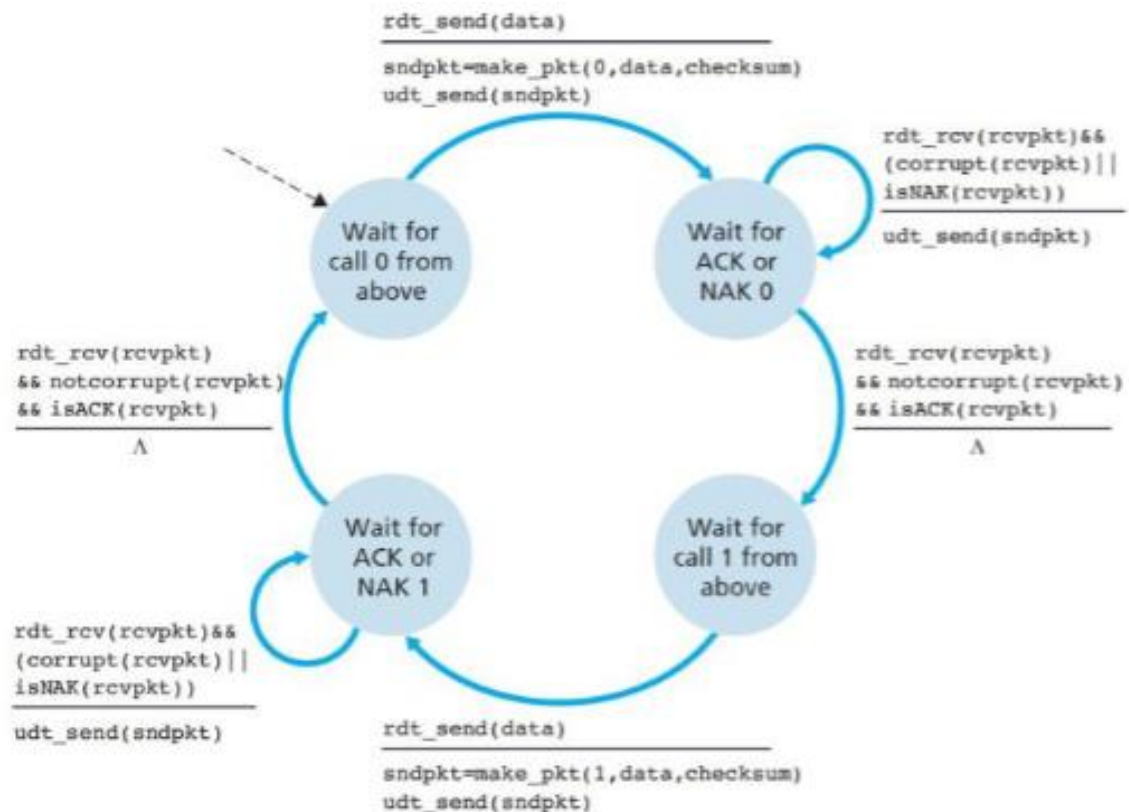 rdt_send(data)
sndpkt=make_pkt(0,data,checksum)
udt_send(sndpkt)
rdt_rcv(rcvpkt)&&
(corrupt(rcvpkt)||
isNAK(rcvpkt))
udt_send(sndpkt)
Wait for
call 0 from
above
Wait for
ACK or
NAK 0
rdt_rcv(rcvpkt)
&& notcorrupt(rcvpkt)
&& isACK(rcvpkt)
Λ
rdt_rcv(rcvpkt)
&& notcorrupt(rcvpkt)
&& isACK(rcvpkt)
Λ
Wait for
ACK or
NAK 1
Wait for
call 1 from
above
rdt_rcv(rcvpkt)&&
(corrupt(rcvpkt)||
isNAK(rcvpkt))
udt_send(sndpkt)
rdt_send(data)
sndpkt=make_pkt(1,data,checksum)
udt_send(sndpkt)